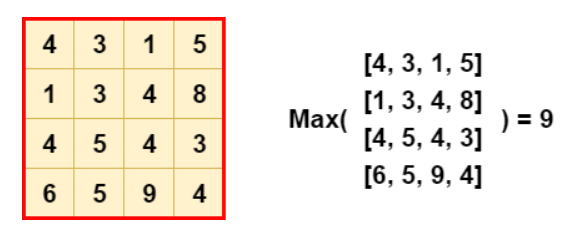 4 3 1 5
1 3 4 8
4 5 4 3
6 5 9 4
[4, 3, 1, 5]
[1, 3, 4, 8]
Max( ) = 9
[4, 5, 4, 3]
[6, 5, 9, 4]